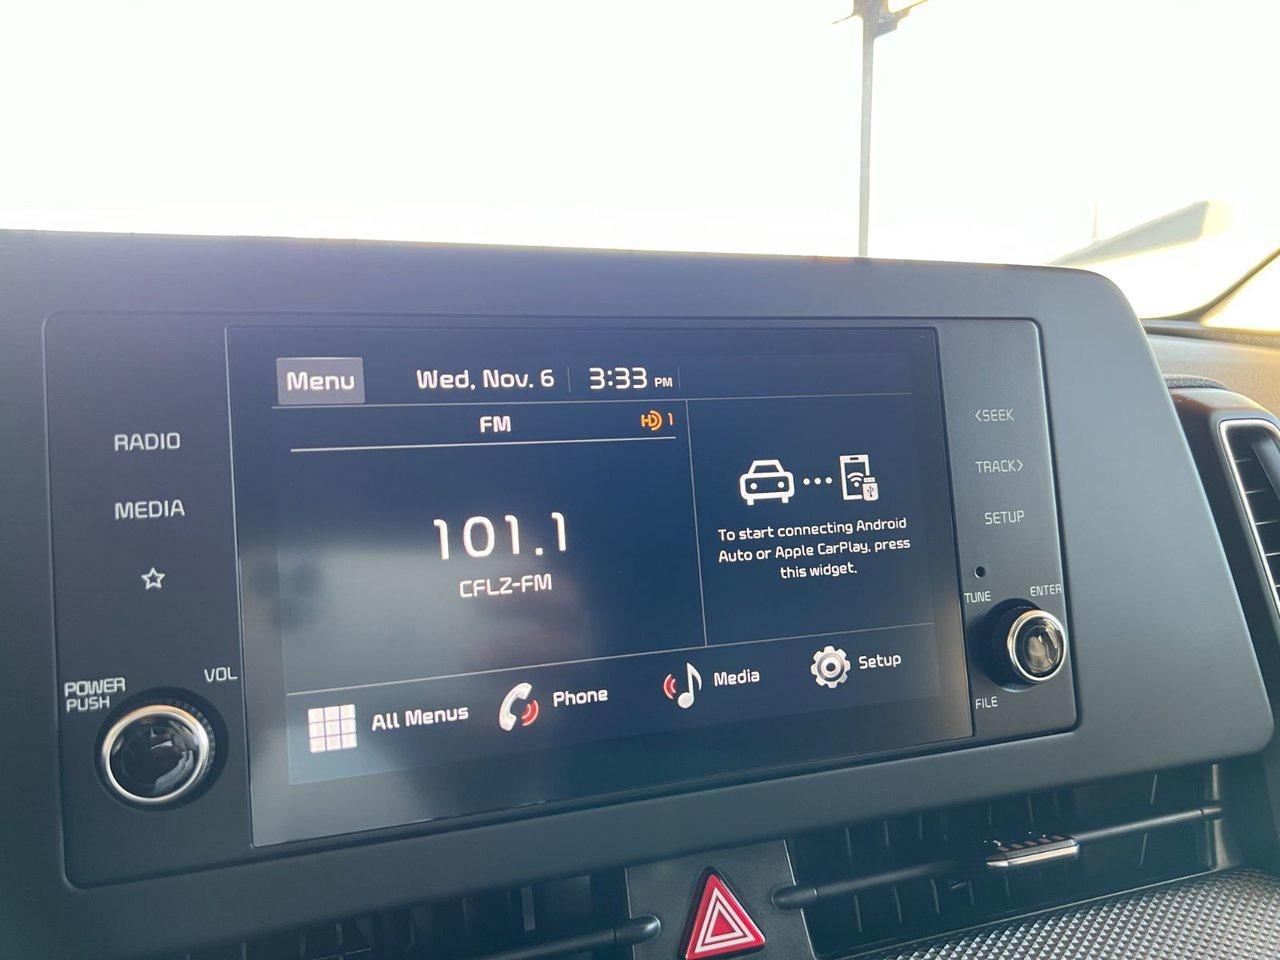 Menu
Wed, Nov. 6
3:33 PM
FM
HD 1
101.1
CFLZ-FM
To start connecting Android
Auto or Apple CarPlay, press
this widget.
All Menus
Phone
Media
Setup
RADIO
MEDIA
POWER
PUSH
VOL
<SEEK
TRACK>
SETUP
TUNE
ENTER
FILE